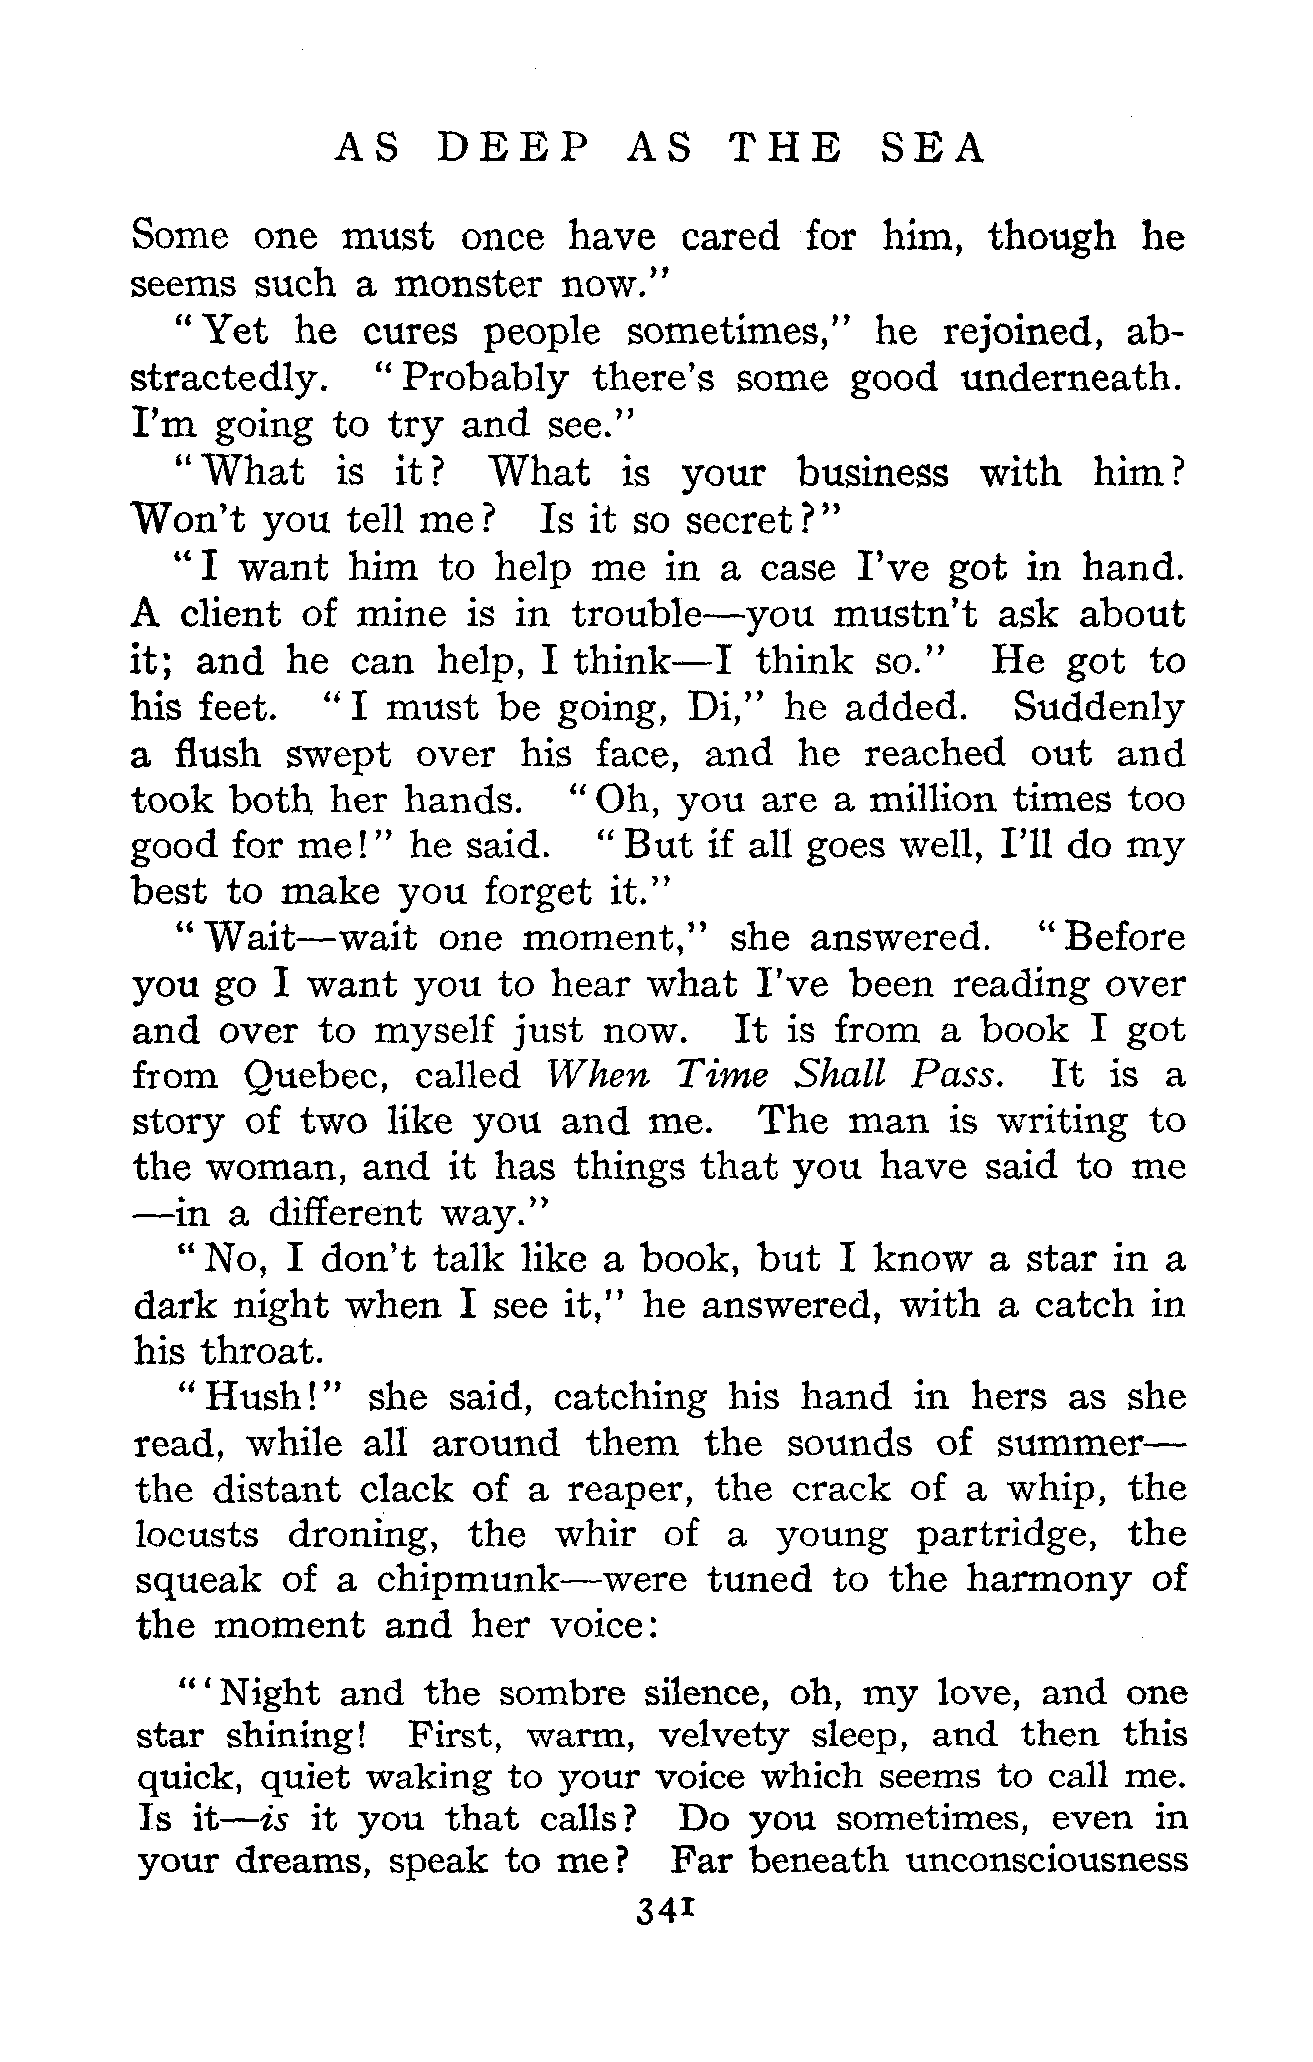 AS DEEP AS THE SEA
Some one must once have cared for him, though he
seems such a monster now."
"Yet he cures people sometimes," he rejoined, ab-
stractedly. "Probably there's some good underneath.
I'm going to try and see."
"What is it? What is your business with him?
Won't you tell me? Is it so secret?"
"I want him to help me in a case I've got in hand.
A client of mine is in trouble—you mustn't ask about
it; and he can help, I think—I think so." He got to
his feet. "I must be going, Di," he added. Suddenly
a flush swept over his face, and he reached out and
took both her hands. "Oh, you are a million times too
good for me!" he said. "But if all goes well, I'll do my
best to make you forget it."
"Wait—wait one moment," she answered. "Before
you go I want you to hear what I've been reading over
and over to myself just now. It is from a book I got
from Quebec, called When Time Shall Pass. It is a
story of two like you and me. The man is writing to
the woman, and it has things that you have said to me
—in a different way."
"No, I don't talk like a book, but I know a star in a
dark night when I see it," he answered, with a catch in
his throat.
"Hush!" she said, catching his hand in hers as she
read, while all around them the sounds of summer—
the distant clack of a reaper, the crack of a whip, the
locusts droning, the whir of a young partridge, the
squeak of a chipmunk—were tuned to the harmony of
the moment and her voice:
"'Night and the sombre silence, oh, my love, and one
star shining! First, warm, velvety sleep, and then this
quick, quiet waking to your voice which seems to call me.
Is it—is it you that calls? Do you sometimes, even in
your dreams, speak to me? Far beneath unconsciousness
341